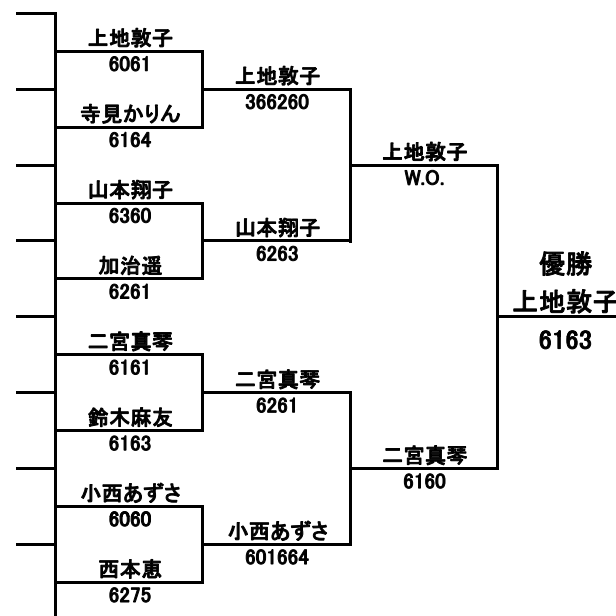 上地敦子
6061
寺見かりん
6164
山本翔子
6360
加治遥
6261
二宮真琴
6161
鈴木麻友
6163
小西あずさ
6060
西本恵
6275
上地敦子
366260
山本翔子
6263
二宮真琴
6261
小西あずさ
601664
上地敦子
W.O.
二宮真琴
6160
優勝
上地敦子
6163